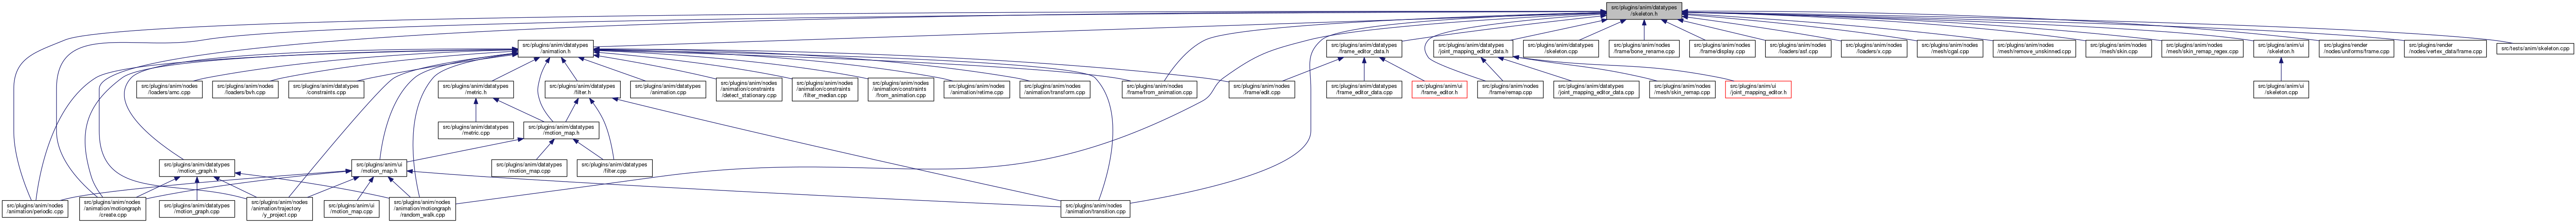 src/plugins/anim/datatypes
/skeleton.h
src/plugins/anim/datatypes
/animation.h
src/plugins/anim/datatypes
/frame_editor_data.h
src/plugins/anim/datatypes
/joint_mapping_editor_data.h
src/plugins/anim/datatypes
/skeleton.cpp
src/plugins/anim/nodes
/frame/bone_rename.cpp
src/plugins/anim/nodes
/frame/display.cpp
src/plugins/anim/nodes
/loaders/asf.cpp
src/plugins/anim/nodes
/loaders/x.cpp
src/plugins/anim/nodes
/mesh/cgal.cpp
src/plugins/anim/nodes
/mesh/remove_unskinned.cpp
src/plugins/anim/nodes
/mesh/skin.cpp
src/plugins/anim/nodes
/mesh/skin_remap_regex.cpp
src/plugins/anim/ui
/skeleton.h
src/plugins/render
/nodes/uniforms/frame.cpp
src/plugins/render
/nodes/vertex_data/frame.cpp
src/tests/anim/skeleton.cpp
src/plugins/anim/nodes
/loaders/amc.cpp
src/plugins/anim/nodes
/loaders/bvh.cpp
src/plugins/anim/datatypes
/constraints.cpp
src/plugins/anim/datatypes
/metric.h
src/plugins/anim/datatypes
/filter.h
src/plugins/anim/datatypes
/animation.cpp
src/plugins/anim/nodes
/animation/constraints
/detect_stationary.cpp
src/plugins/anim/nodes
/animation/constraints
/filter_median.cpp
src/plugins/anim/nodes
/animation/constraints
/from_animation.cpp
src/plugins/anim/nodes
/animation/retime.cpp
src/plugins/anim/nodes
/animation/transform.cpp
src/plugins/anim/nodes
/frame/from_animation.cpp
src/plugins/anim/nodes
/frame/edit.cpp
src/plugins/anim/datatypes
/frame_editor_data.cpp
src/plugins/anim/ui
/frame_editor.h
src/plugins/anim/nodes
/frame/remap.cpp
src/plugins/anim/datatypes
/joint_mapping_editor_data.cpp
src/plugins/anim/nodes
/mesh/skin_remap.cpp
src/plugins/anim/ui
/joint_mapping_editor.h
src/plugins/anim/ui
/skeleton.cpp
src/plugins/anim/datatypes
/metric.cpp
src/plugins/anim/datatypes
/motion_map.h
src/plugins/anim/datatypes
/motion_graph.h
src/plugins/anim/ui
/motion_map.h
src/plugins/anim/datatypes
/motion_map.cpp
src/plugins/anim/datatypes
/filter.cpp
src/plugins/anim/nodes
/animation/periodic.cpp
src/plugins/anim/nodes
/animation/motiongraph
/create.cpp
src/plugins/anim/datatypes
/motion_graph.cpp
src/plugins/anim/nodes
/animation/trajectory
/y_project.cpp
src/plugins/anim/ui
/motion_map.cpp
src/plugins/anim/nodes
/animation/motiongraph
/random_walk.cpp
src/plugins/anim/nodes
/animation/transition.cpp